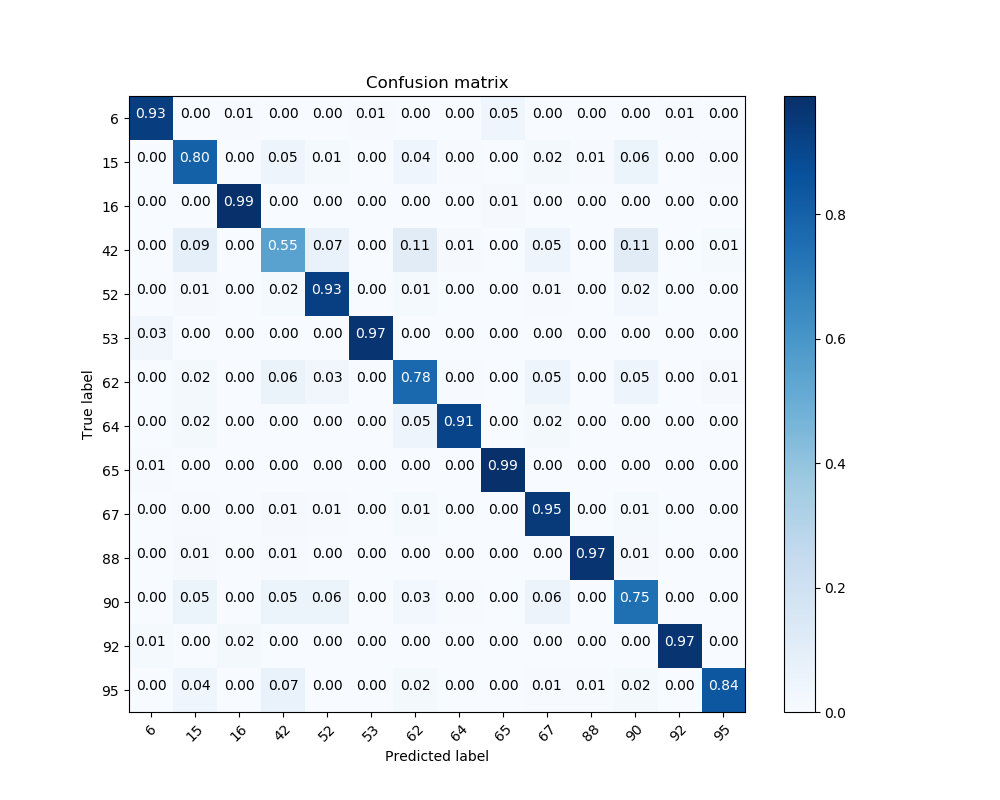 Confusion matrix
6 0.93 0.00 0.01 0.00 0.00 0.01 0.00 0.00 0.05 0.00 0.00 0.00 0.01 0.00
15 0.00 0.80 0.00 0.05 0.01 0.00 0.04 0.00 0.00 0.02 0.01 0.06 0.00 0.00
16 0.00 0.00 0.99 0.00 0.00 0.00 0.00 0.00 0.01 0.00 0.00 0.00 0.00 0.00
42 0.00 0.09 0.00 0.55 0.07 0.00 0.11 0.01 0.00 0.05 0.00 0.11 0.00 0.01
52 0.00 0.01 0.00 0.02 0.93 0.00 0.01 0.00 0.00 0.01 0.00 0.02 0.00 0.00
53 0.03 0.00 0.00 0.00 0.00 0.97 0.00 0.00 0.00 0.00 0.00 0.00 0.00 0.00
62 0.00 0.02 0.00 0.06 0.03 0.00 0.78 0.00 0.00 0.05 0.00 0.05 0.00 0.01
64 0.00 0.02 0.00 0.00 0.00 0.00 0.05 0.91 0.00 0.02 0.00 0.00 0.00 0.00
65 0.01 0.00 0.00 0.00 0.00 0.00 0.00 0.00 0.99 0.00 0.00 0.00 0.00 0.00
67 0.00 0.00 0.00 0.01 0.01 0.00 0.01 0.00 0.00 0.95 0.00 0.01 0.00 0.00
88 0.00 0.01 0.00 0.01 0.00 0.00 0.00 0.00 0.00 0.00 0.97 0.01 0.00 0.00
90 0.00 0.05 0.00 0.05 0.06 0.00 0.03 0.00 0.00 0.06 0.00 0.75 0.00 0.00
92 0.01 0.00 0.02 0.00 0.00 0.00 0.00 0.00 0.00 0.00 0.00 0.00 0.97 0.00
95 0.00 0.04 0.00 0.07 0.00 0.00 0.02 0.00 0.00 0.01 0.01 0.02 0.00 0.84
6 15 16 42 52 53 62 64 65 67 88 90 92 95
Predicted label
True label
0.8
0.6
0.4
0.2
0.0